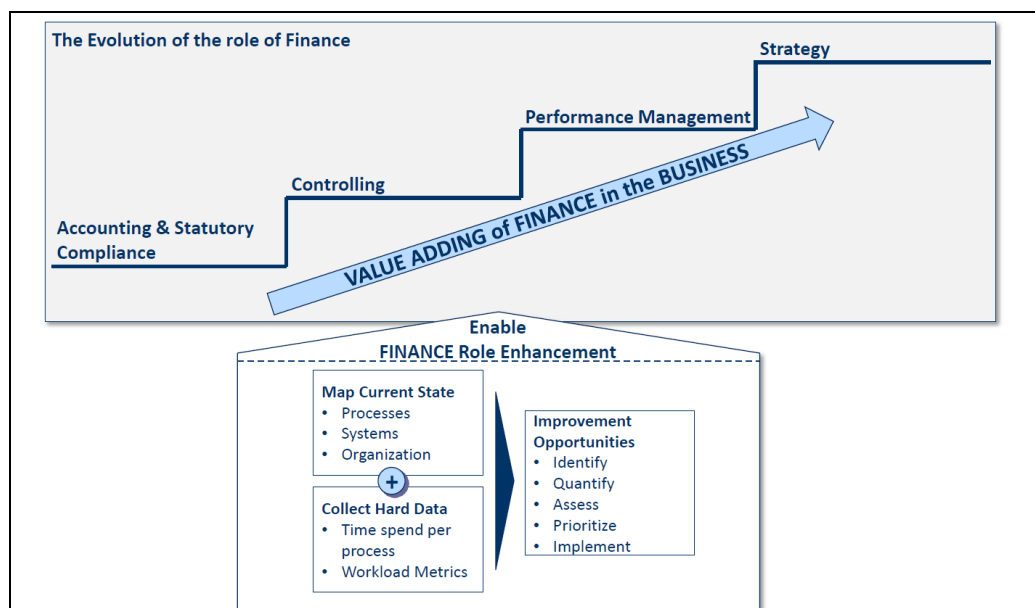 The Evolution of the role of Finance
Strategy
Performance Management
Controlling
Accounting & Statutory
Compliance
VALUE ADDING of FINANCE in the BUSINESS
Enable
FINANCE Role Enhancement
Map Current State
• Processes
• Systems
• Organization
+
Collect Hard Data
• Time spend per
process
• Workload Metrics
Improvement
Opportunities
• Identify
• Quantify
• Assess
• Prioritize
• Implement